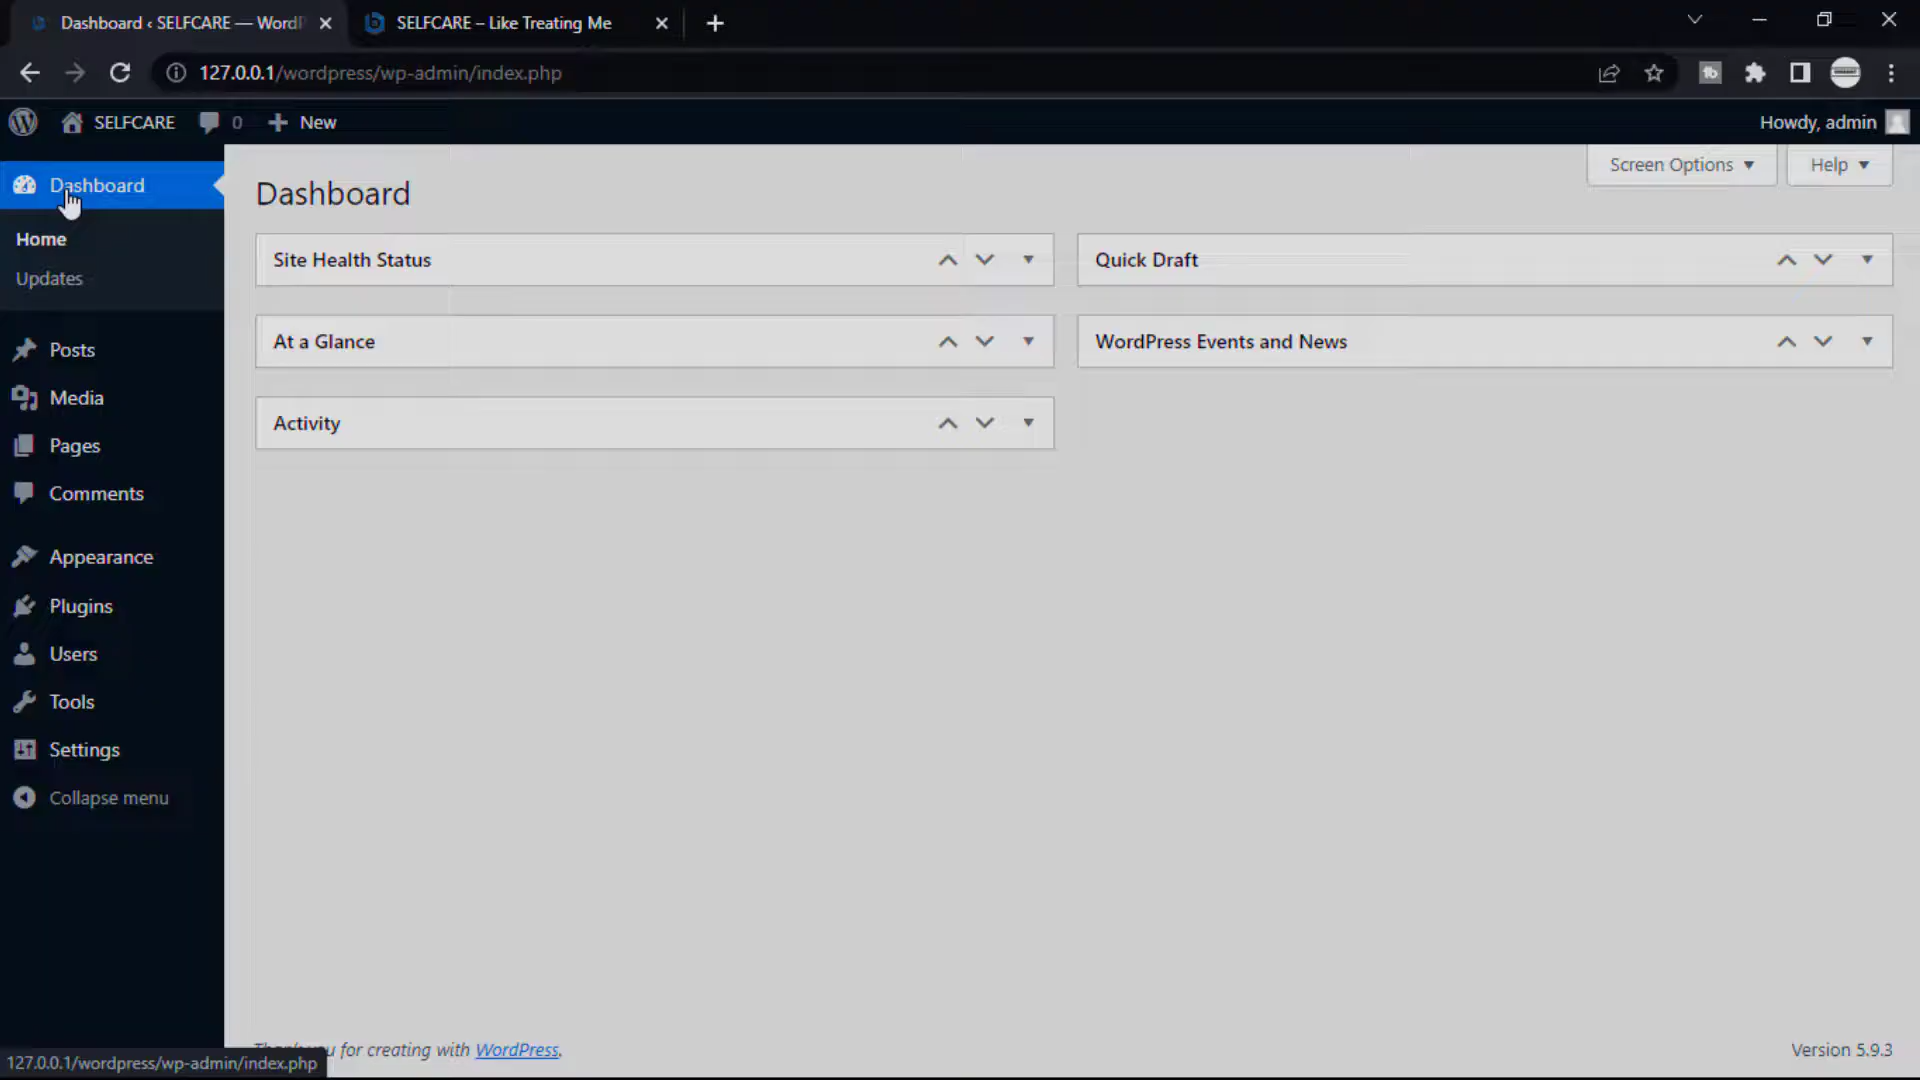 Dashboard ‹ SELFCARE — WordP
SELFCARE – Like Treating Me
127.0.0.1/wordpress/wp-admin/index.php
SELFCARE
0
New
Howdy, admin
Screen Options
Help
Dashboard
Home
Updates
Posts
Media
Pages
Comments
Appearance
Plugins
Users
Tools
Settings
Collapse menu
Dashboard
Site Health Status
Quick Draft
At a Glance
WordPress Events and News
Activity
for creating with WordPress.
Version 5.9.3
127.0.0.1/wordpress/wp-admin/index.php